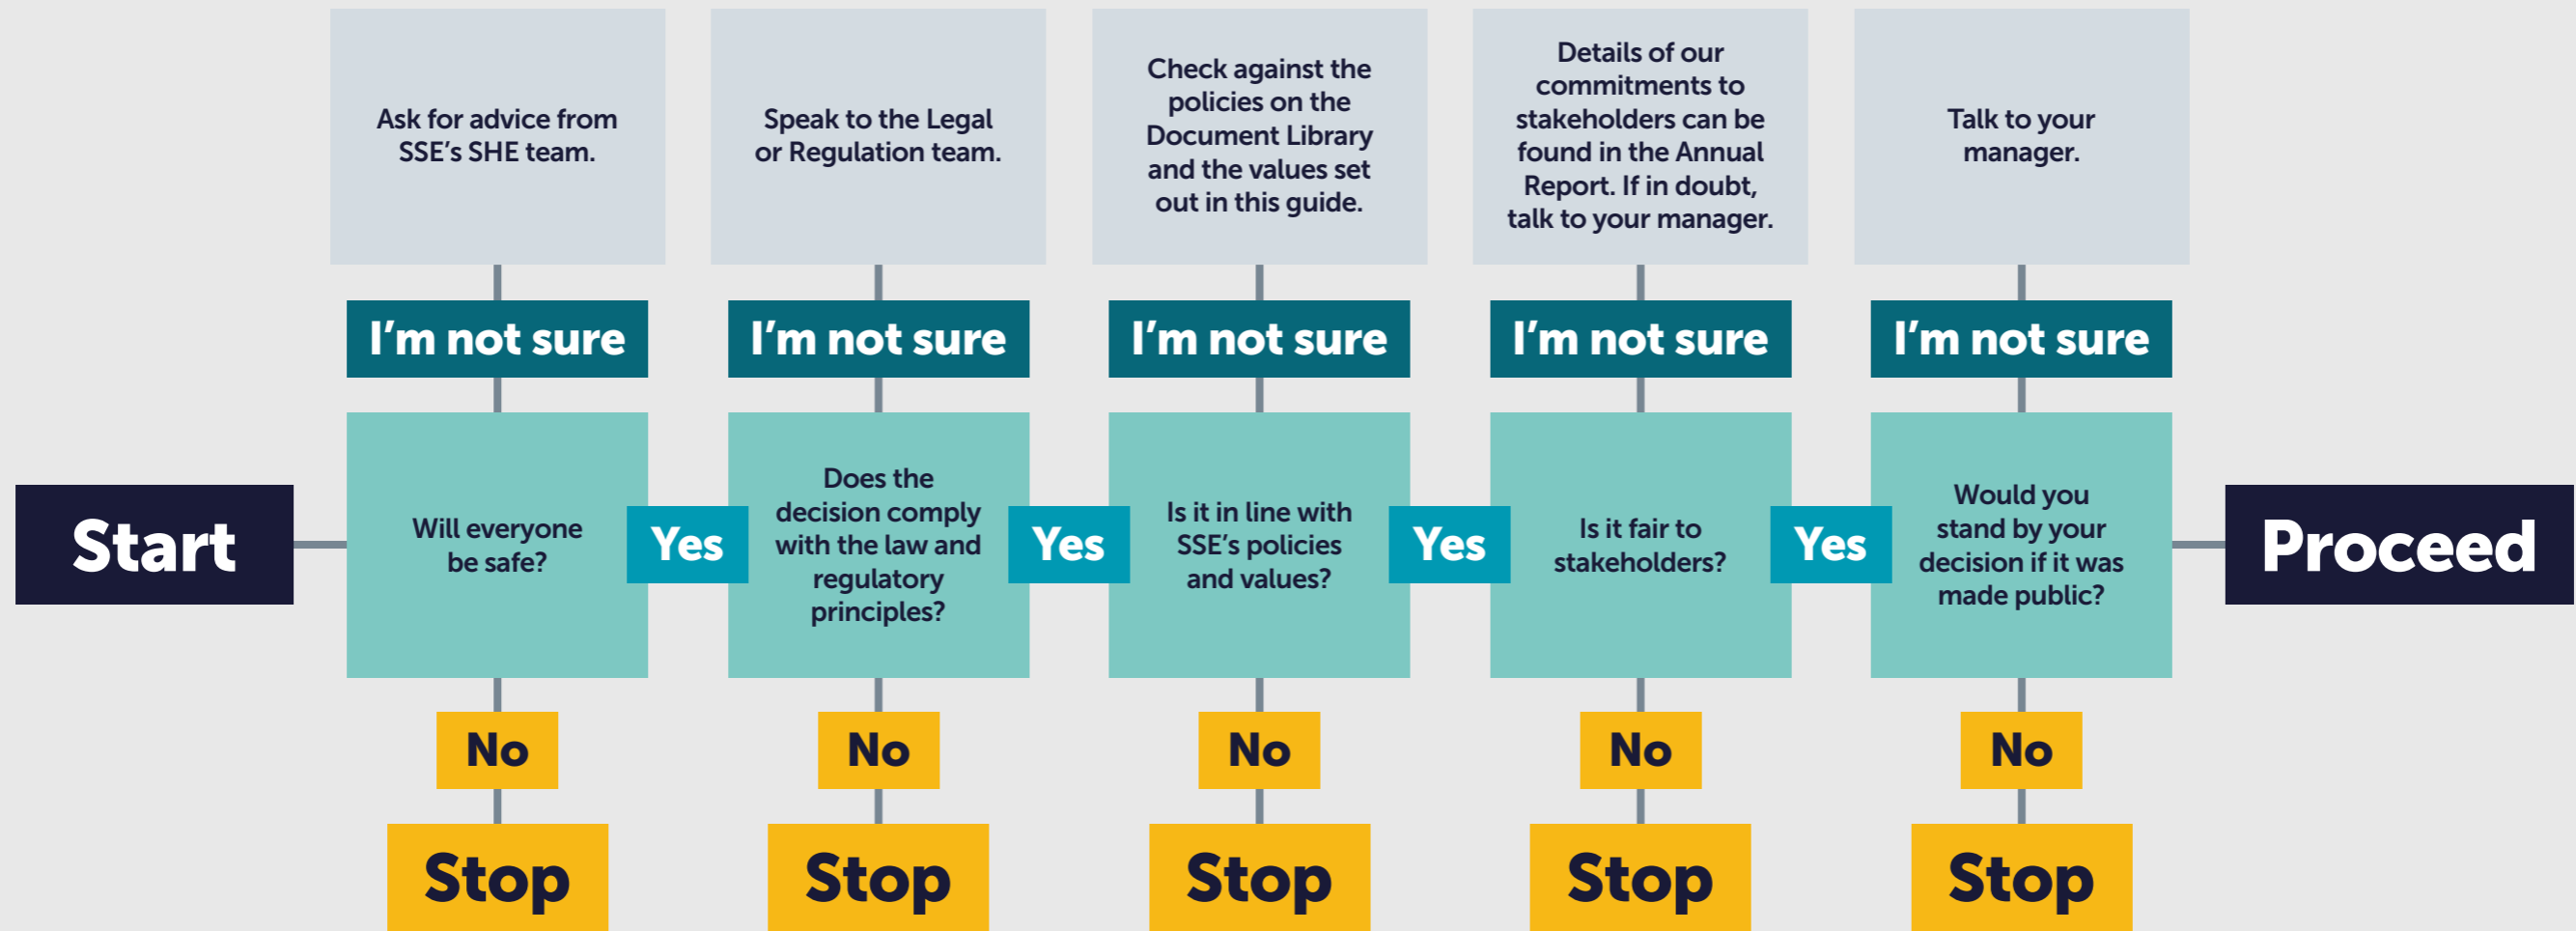 Ask for advice from
SSE’s SHE team.
Speak to the Legal
or Regulation team.
Check against the
policies on the
Document Library
and the values set
out in this guide.
Details of our
commitments to
stakeholders can be
found in the Annual
Report. If in doubt,
talk to your manager.
Talk to your
manager.
I’m not sure
I’m not sure
I’m not sure
I’m not sure
I’m not sure
Start
Will everyone
be safe?
Yes
Does the
decision comply
with the law and
regulatory
principles?
Yes
Is it in line with
SSE’s policies
and values?
Yes
Is it fair to
stakeholders?
Yes
Would you
stand by your
decision if it was
made public?
Proceed
No
No
No
No
No
Stop
Stop
Stop
Stop
Stop